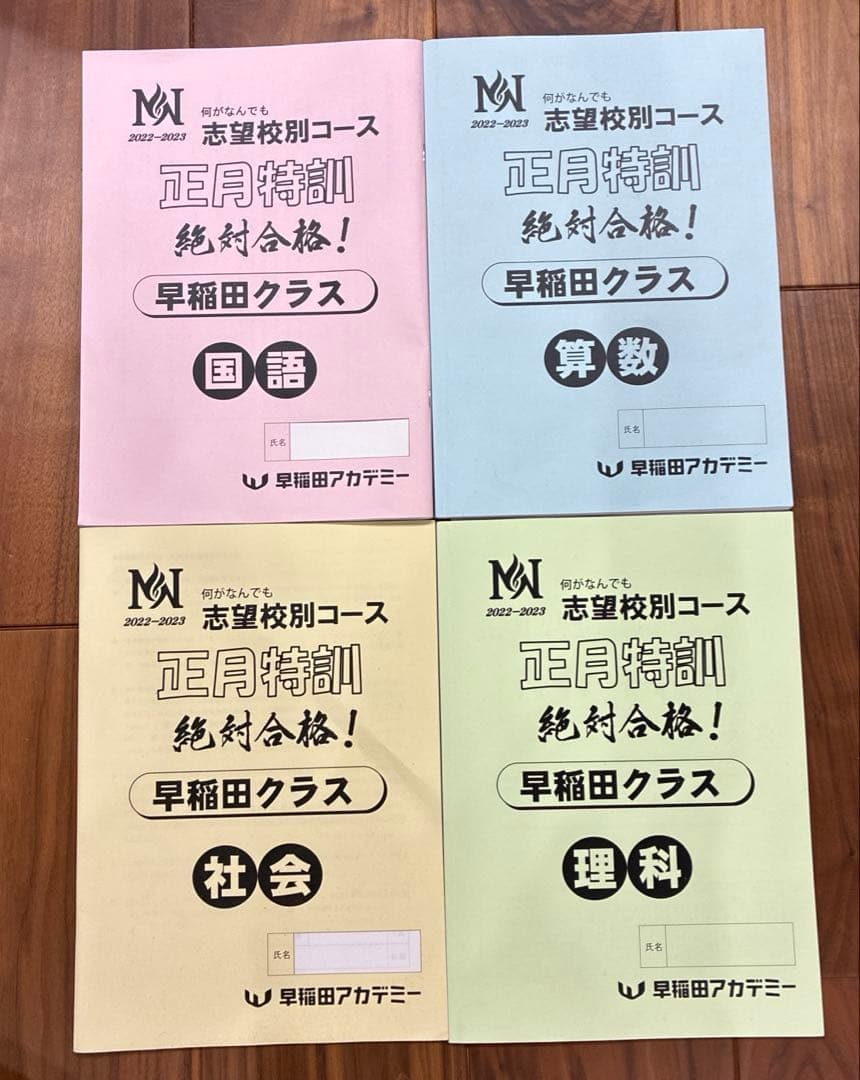 NN
2022-2023
何がなんでも
志望校別コース
正月特訓
絶対合格!
早稲田クラス
国語
氏名
早稲田アカデミー
NN
2022-2023
何がなんでも
志望校別コース
正月特訓
絶対合格!
早稲田クラス
算数
氏名
早稲田アカデミー
NN
2022-2023
何がなんでも
志望校別コース
正月特訓
絶対合格!
早稲田クラス
社会
氏名
早稲田アカデミー
NN
2022-2023
何がなんでも
志望校別コース
正月特訓
絶対合格!
早稲田クラス
理科
氏名
早稲田アカデミー